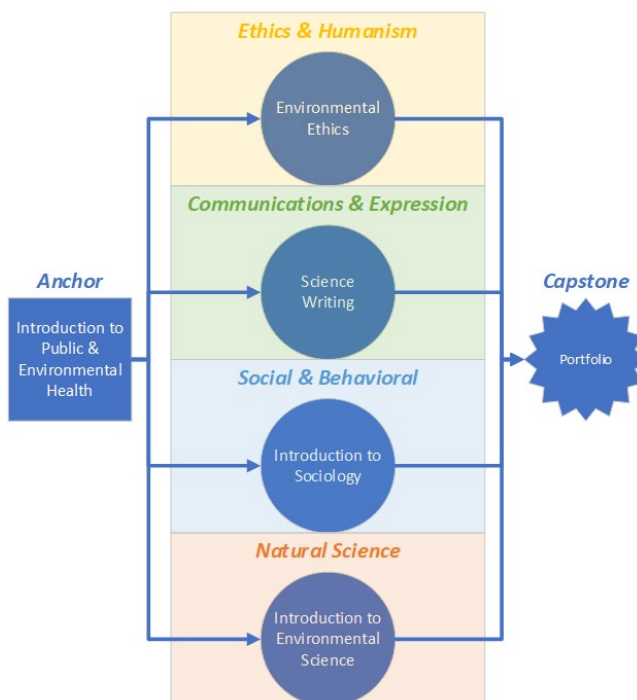 Ethics & Humanism
Environmental
Ethics
Communications & Expression
Science
Writing
Anchor
Introduction to
Public &
Environmental
Health
Capstone
Portfolio
Social & Behavioral
Introduction to
Sociology
Natural Science
Introduction to
Environmental
Science